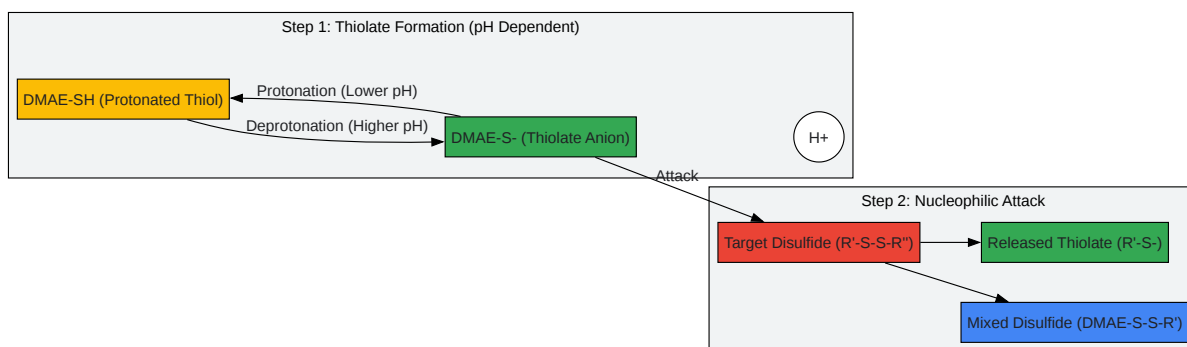 Step 1: Thiolate Formation (pH Dependent)
Protonation (Lower pH)
DMAE-SH (Protonated Thiol)
Deprotonation (Higher pH)
DMAE-S- (Thiolate Anion)
H+
Attack
Step 2: Nucleophilic Attack
Target Disulfide (R'-S-S-R'')
Released Thiolate (R'-S-)
Mixed Disulfide (DMAE-S-S-R')